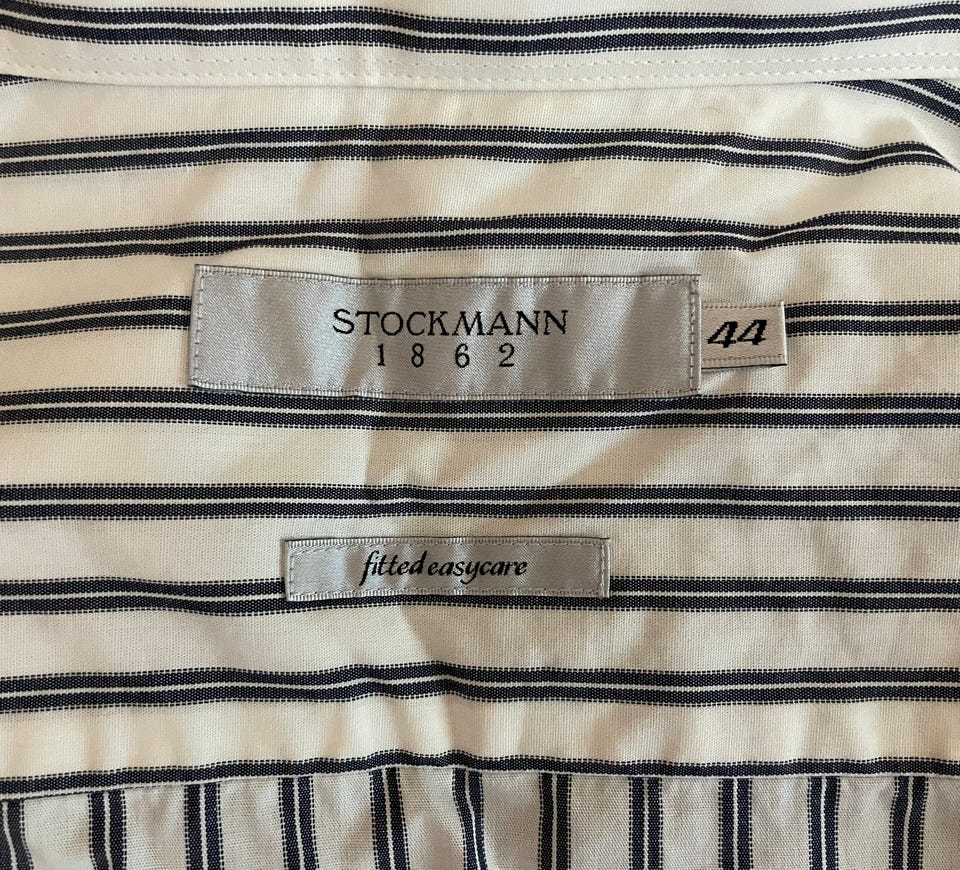 STOCKMANN
1862
44
fitted easycare